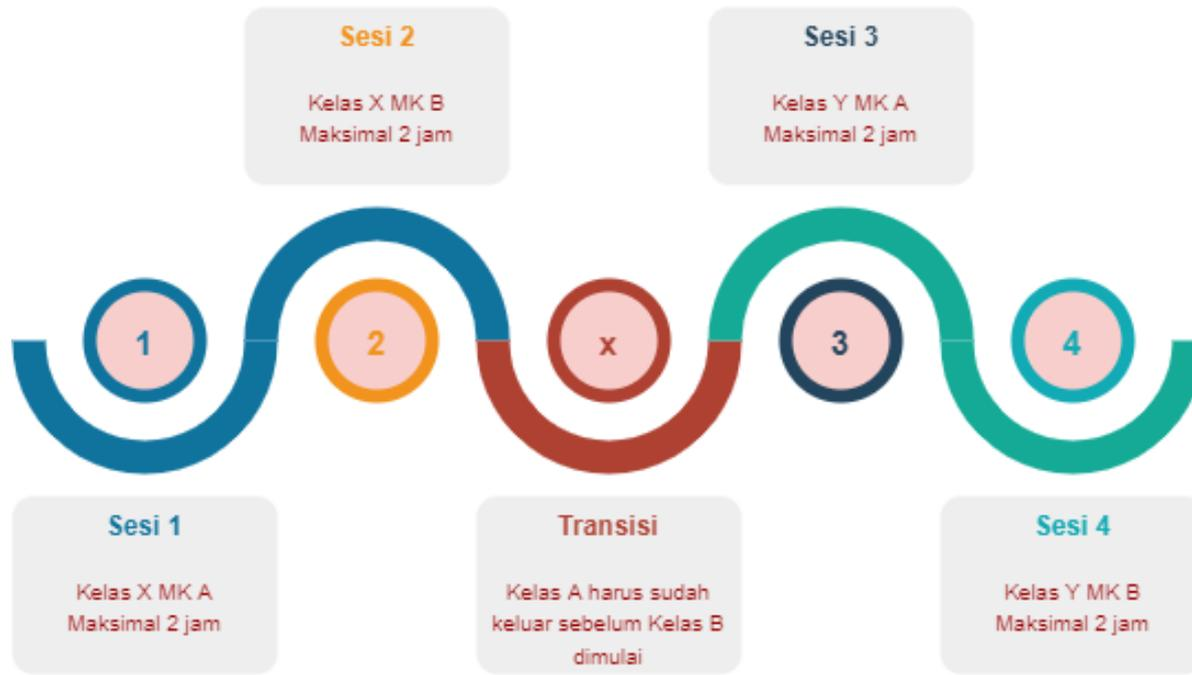 Sesi 2
Kelas X MK B
Maksimal 2 jam
Sesi 3
Kelas Y MK A
Maksimal 2 jam
1
2
x
3
4
Sesi 1
Kelas X MK A
Maksimal 2 jam
Transisi
Kelas A harus sudah
keluar sebelum Kelas B
dimulai
Sesi 4
Kelas Y MK B
Maksimal 2 jam